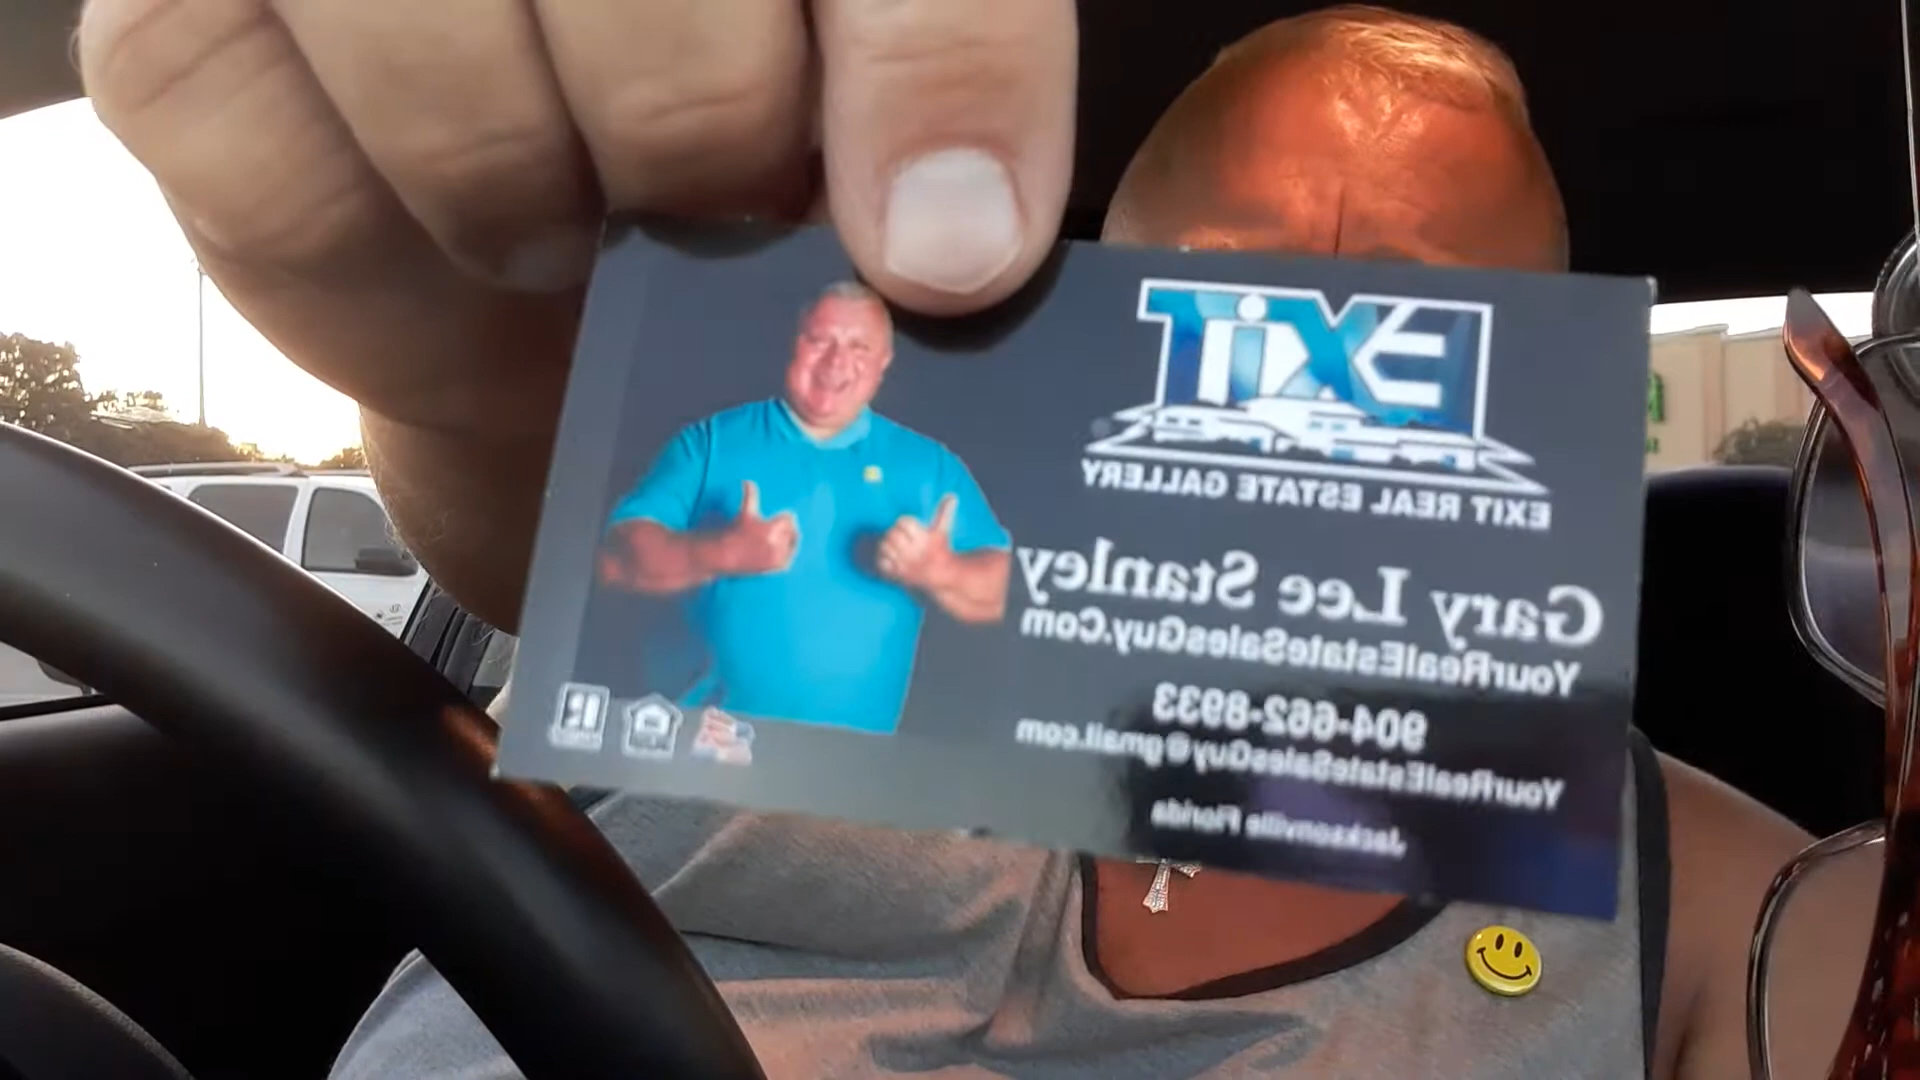 EXIT
EXIT REAL ESTATE GALLERY
Gary Lee Stanley
YourRealEstateSalesGuy.Com
904-662-8933
YourRealEstateSalesGuy@gmail.com
Jacksonville Florida